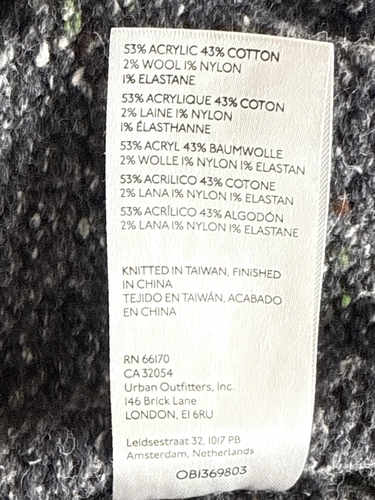 53% ACRYLIC 43% COTTON
2% WOOL 1% NYLON
1% ELASTANE
53% ACRYLIQUE 43% COTON
2% LAINE 1% NYLON
1% ÉLASTHANNE
53% ACRYL 43% BAUMWOLLE
2% WOLLE 1% NYLON 1% ELASTAN
53% ACRILICO 43% COTONE
2% LANA 1% NYLON 1% ELASTAN
53% ACRÍLICO 43% ALGODÓN
2% LANA 1% NYLON 1% ELASTANE
KNITTED IN TAIWAN, FINISHED
IN CHINA
TEJIDO EN TAIWÁN, ACABADO
EN CHINA
RN 66170
CA 32054
Urban Outfitters, Inc.
146 Brick Lane
LONDON, E1 6RU
Leidsestraat 32, 1017 PB
Amsterdam, Netherlands
OB1369803